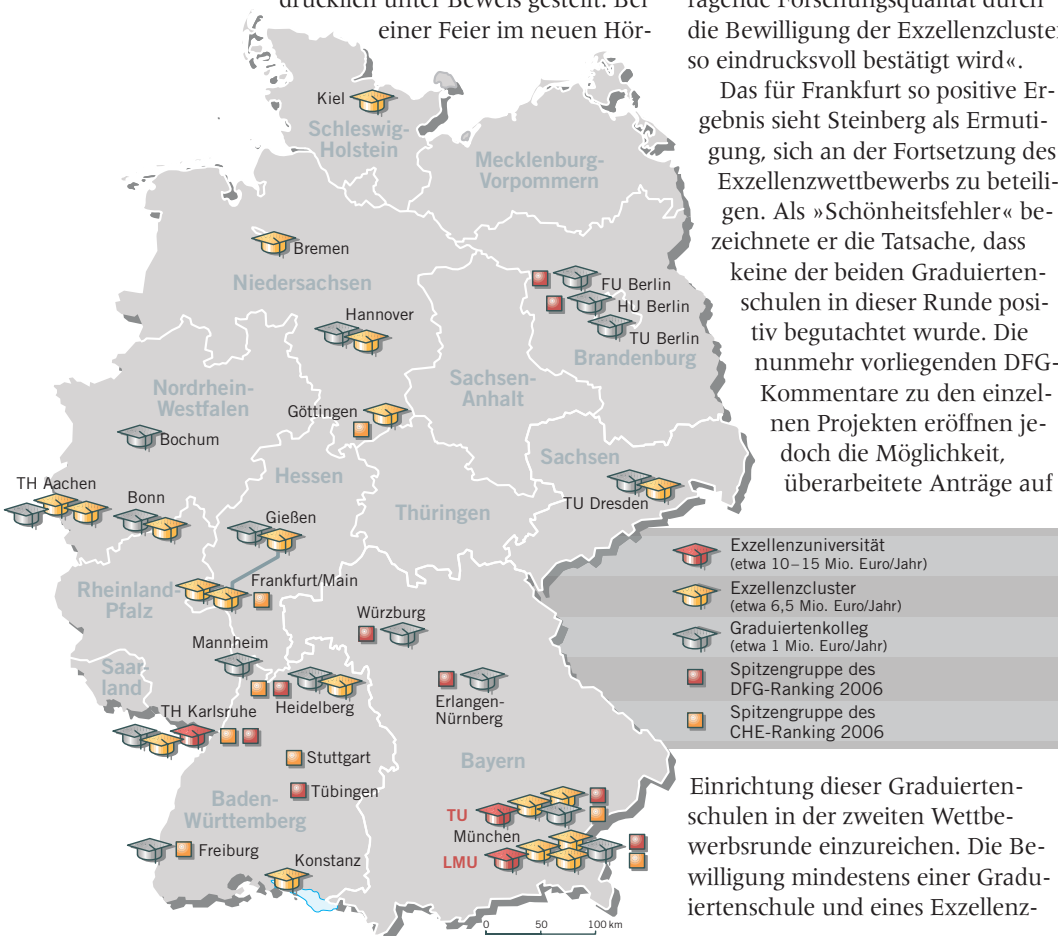 drücklich unter Beweis gestellt. Bei
einer Feier im neuen Hör-
ragende Forschungsqualität durch
die Bewilligung der Exzellenzcluster
so eindrucksvoll bestätigt wird«.
Das für Frankfurt so positive Er-
gebnis sieht Steinberg als Ermuti-
gung, sich an der Fortsetzung des
Exzellenzwettbewerbs zu beteili-
gen. Als »Schönheitsfehler« be-
zeichnete er die Tatsache, dass
keine der beiden Graduierten-
schulen in dieser Runde posi-
tiv begutachtet wurde. Die
nunmehr vorliegenden DFG-
Kommentare zu den einzel-
nen Projekten eröffnen je-
doch die Möglichkeit,
überarbeitete Anträge auf
Kiel
Schleswig-
Holstein
Mecklenburg-
Vorpommern
Bremen
Niedersachsen
FU Berlin
HU Berlin
TU Berlin
Brandenburg
Hannover
Nordrhein-
Westfalen
Sachsen-
Anhalt
Göttingen
Bochum
Sachsen
Hessen
TH Aachen
Bonn
TU Dresden
Gießen
Thüringen
Rheinland-
Pfalz
Frankfurt/Main
Würzburg
Mannheim
Saar-
land
Heidelberg
Erlangen-
Nürnberg
TH Karlsruhe
Stuttgart
Bayern
Tübingen
Baden-
Württemberg
TU
München
LMU
Freiburg
Konstanz
0 50 100 km
Exzellenzuniversität
(etwa 10–15 Mio. Euro/Jahr)
Exzellenzcluster
(etwa 6,5 Mio. Euro/Jahr)
Graduiertenkolleg
(etwa 1 Mio. Euro/Jahr)
Spitzengruppe des
DFG-Ranking 2006
Spitzengruppe des
CHE-Ranking 2006
Einrichtung dieser Graduierten-
schulen in der zweiten Wettbe-
werbsrunde einzureichen. Die Be-
willigung mindestens einer Gradu-
iertenschule und eines Exzellenz-